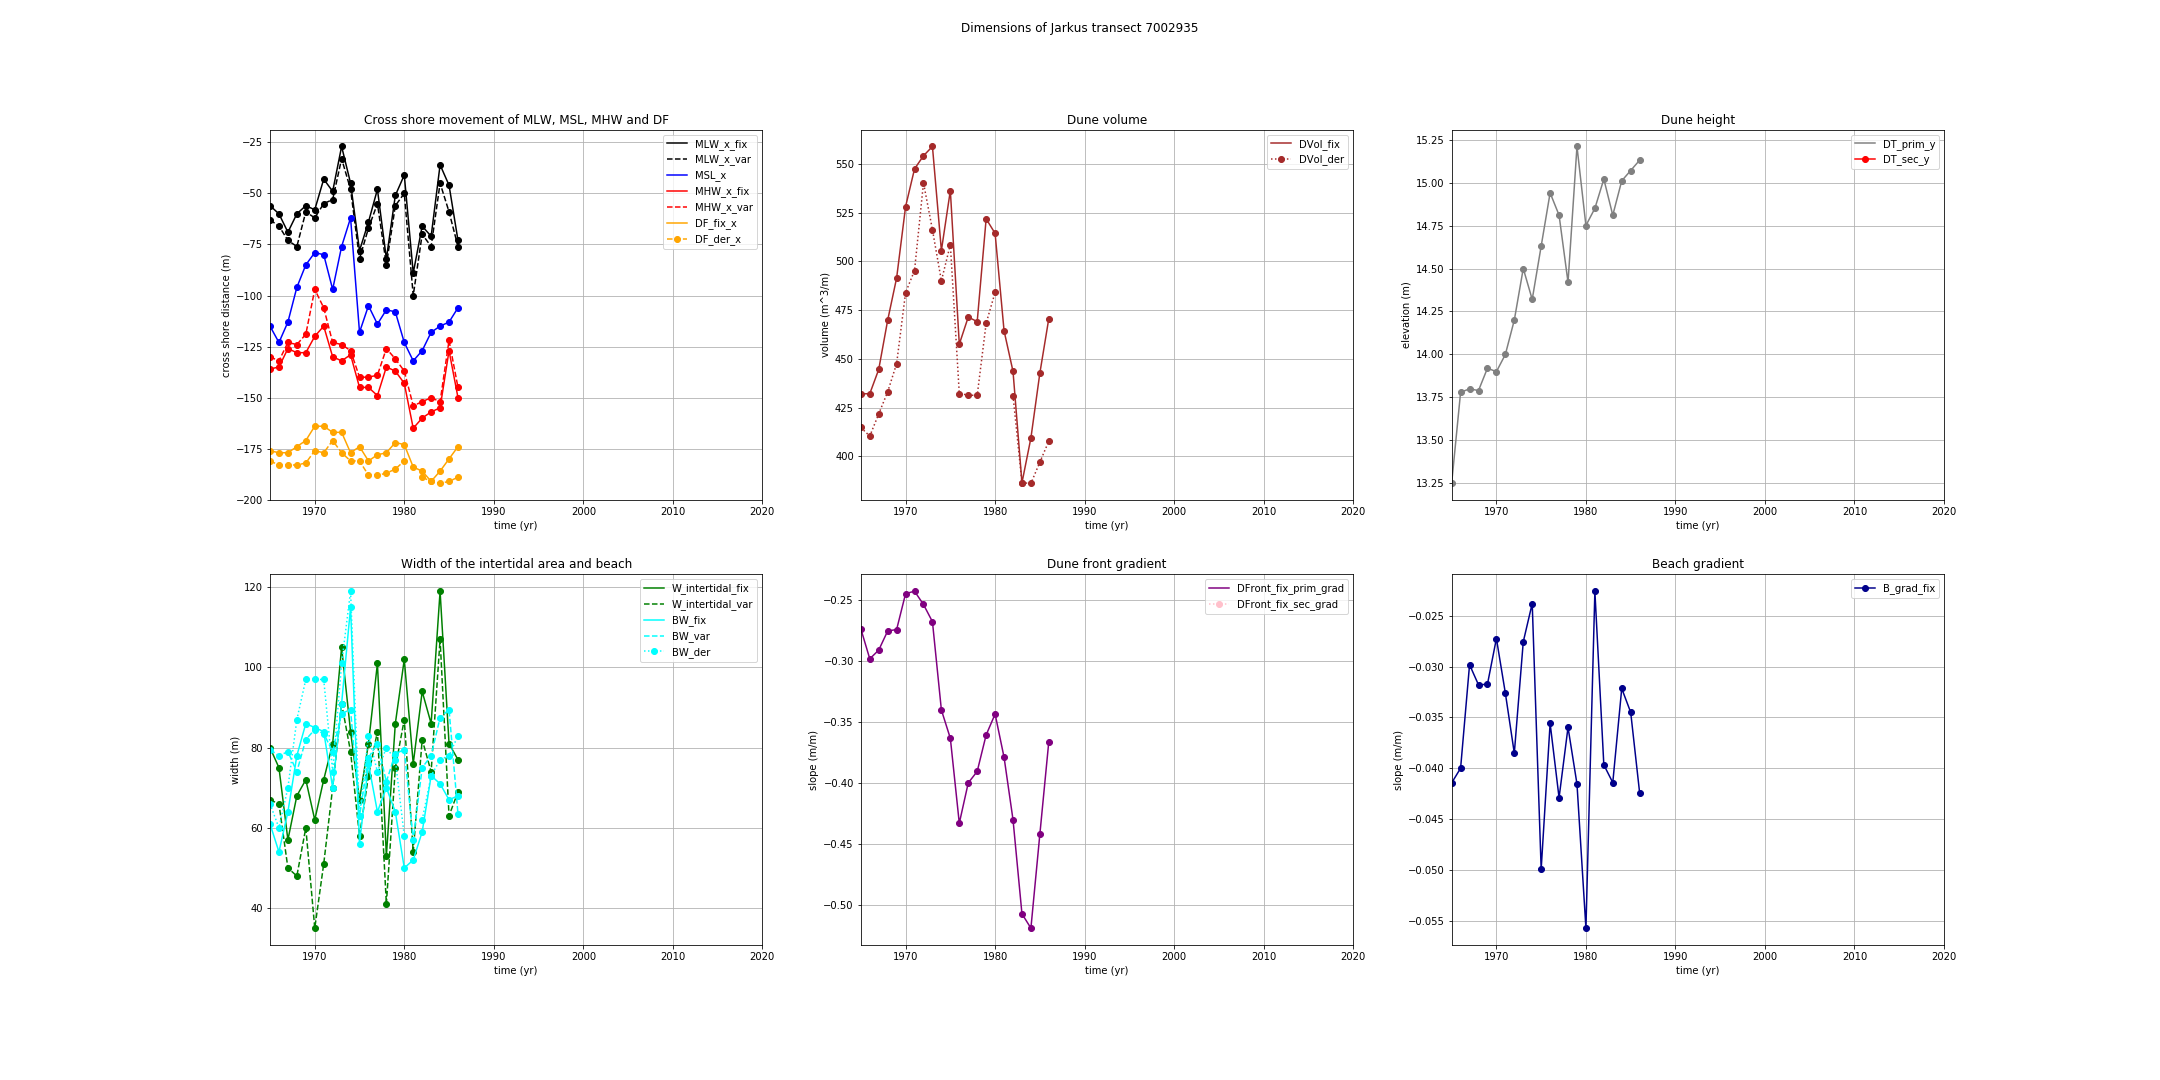 Dimensions of Jarkus transect 7002935
Cross shore movement of MLW, MSL, MHW and DF
−25
−50
−75
−100
−125
−150
−175
−200
cross shore distance (m)
1970
1980
1990
2000
2010
2020
time (yr)
MLW_x_fix
MLW_x_var
MSL_x
MHW_x_fix
MHW_x_var
DF_fix_x
DF_der_x
Dune volume
550
525
500
475
450
425
400
volume (m^3/m)
1970
1980
1990
2000
2010
2020
time (yr)
DVol_fix
DVol_der
Dune height
15.25
15.00
14.75
14.50
14.25
14.00
13.75
13.50
13.25
elevation (m)
1970
1980
1990
2000
2010
2020
time (yr)
DT_prim_y
DT_sec_y
Width of the intertidal area and beach
120
100
80
60
40
width (m)
1970
1980
1990
2000
2010
2020
time (yr)
W_intertidal_fix
W_intertidal_var
BW_fix
BW_var
BW_der
Dune front gradient
−0.25
−0.30
−0.35
−0.40
−0.45
−0.50
slope (m/m)
1970
1980
1990
2000
2010
2020
time (yr)
DFront_fix_prim_grad
DFront_fix_sec_grad
Beach gradient
−0.025
−0.030
−0.035
−0.040
−0.045
−0.050
−0.055
slope (m/m)
1970
1980
1990
2000
2010
2020
time (yr)
B_grad_fix